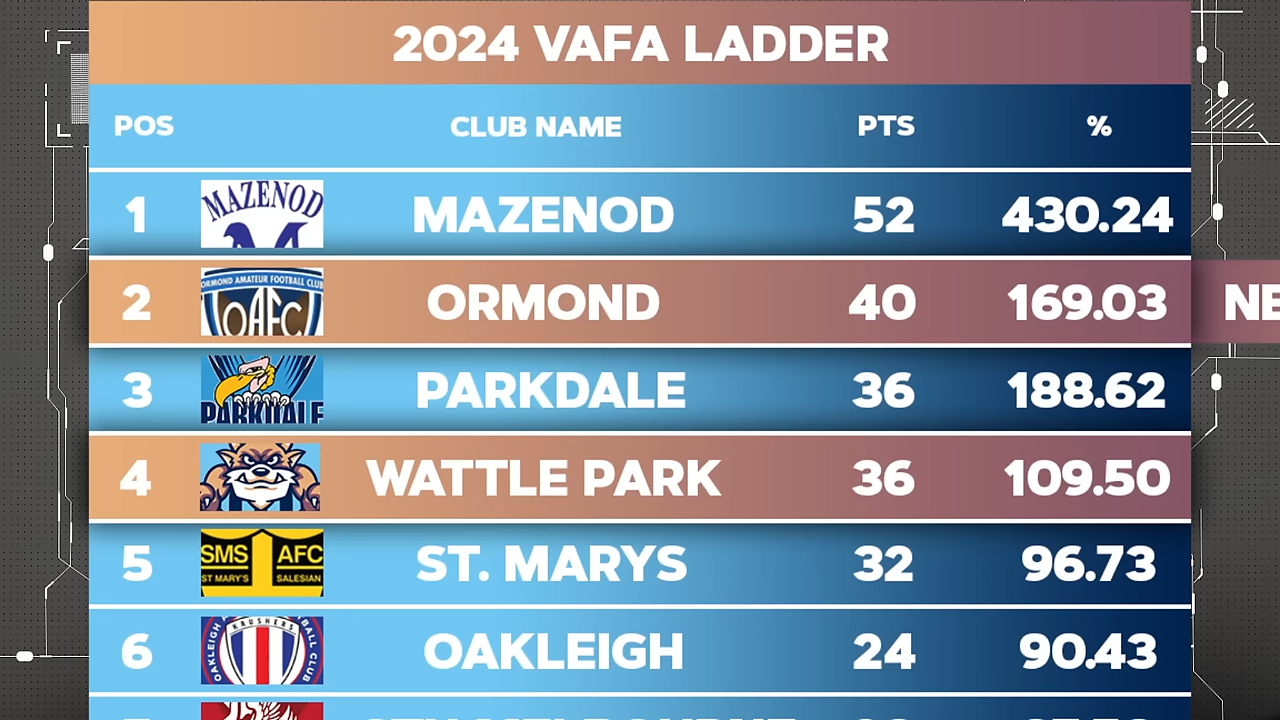 2024 VAFA LADDER
POS CLUB NAME PTS %
1 MAZENOD MAZENOD 52 430.24
2 ORMOND AMATEUR FOOTBALL CLUB OAFC ORMOND 40 169.03
3 PARKDALE PARKDALE 36 188.62
4 WATTLE PARK 36 109.50
5 SMS AFC ST MARY'S SALESIAN ST. MARYS 32 96.73
6 OAKLEIGH KRUSHERS CLUB OAKLEIGH 24 90.43